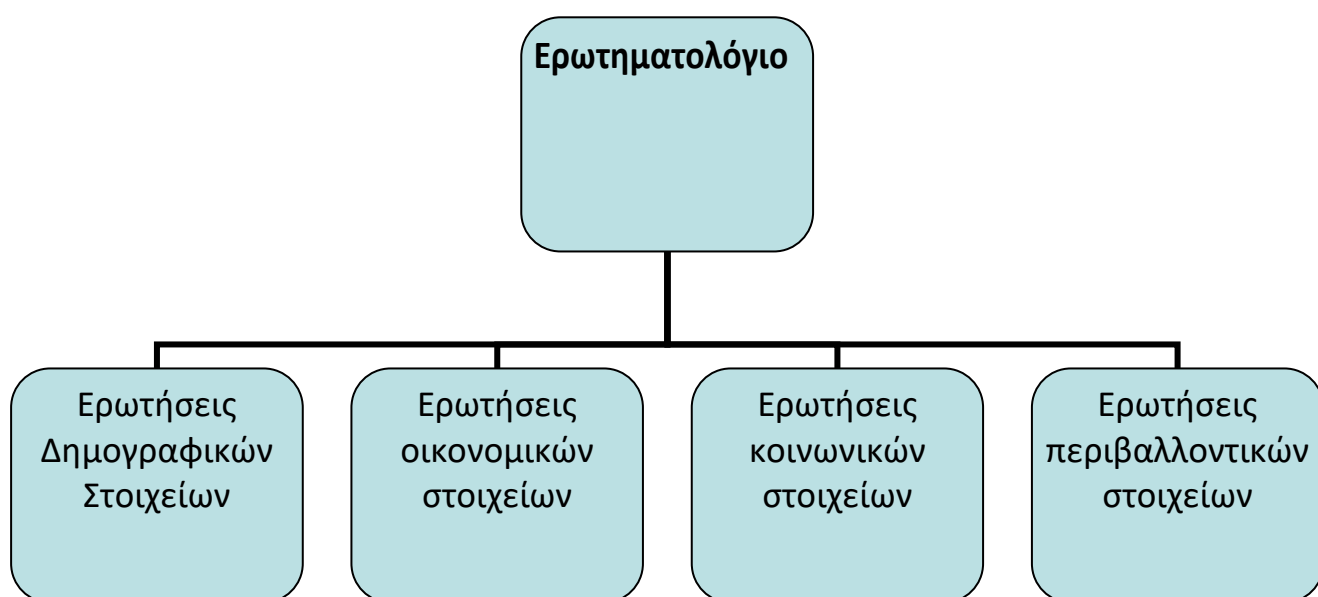 Ερωτηματολόγιο
Ερωτήσεις
Δημογραφικών
Στοιχείων
Ερωτήσεις
οικονομικών
στοιχείων
Ερωτήσεις
κοινωνικών
στοιχείων
Ερωτήσεις
περιβαλλοντικών
στοιχείων